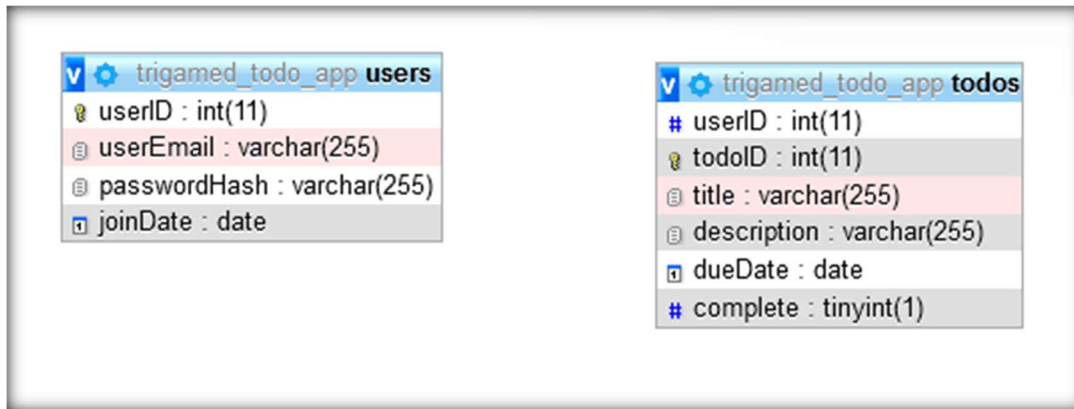 v trigamed_todo_app users
userID : int(11)
userEmail : varchar(255)
passwordHash : varchar(255)
joinDate : date
v trigamed_todo_app todos
# userID : int(11)
todoID : int(11)
title : varchar(255)
description : varchar(255)
dueDate : date
# complete : tinyint(1)